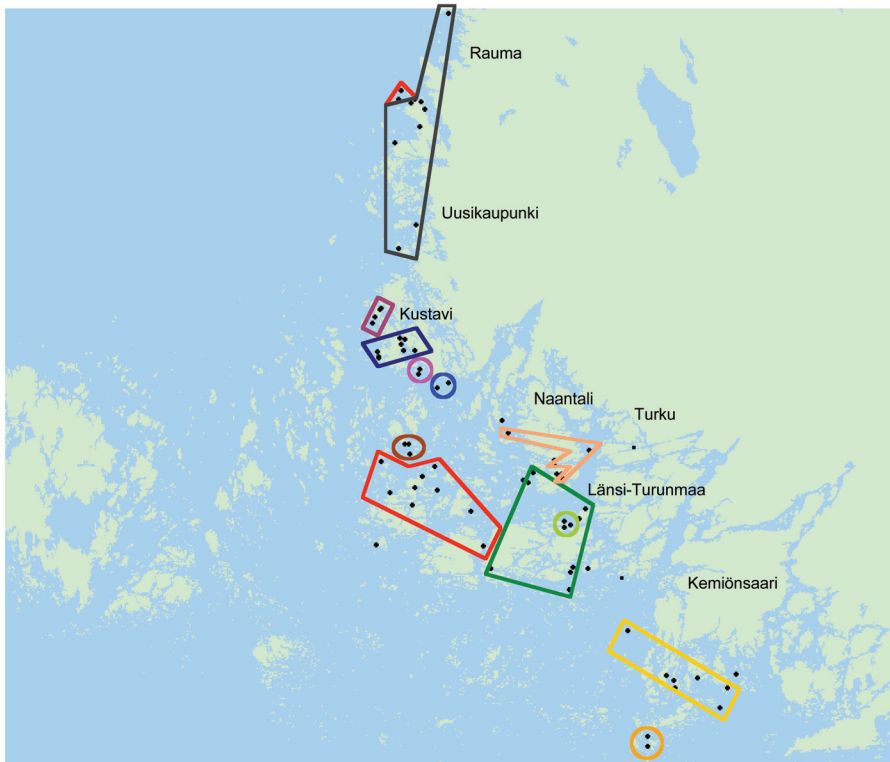 Rauma
Uusikaupunki
Kustavi
Naantali
Turku
Länsi-Turunmaa
Kemiönsaari